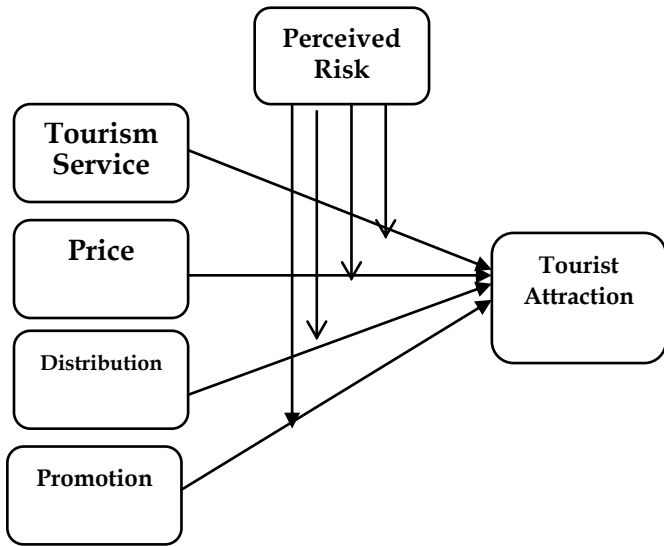 Perceived
Risk
Tourism
Service
Price
Tourist
Attraction
Distribution
Promotion